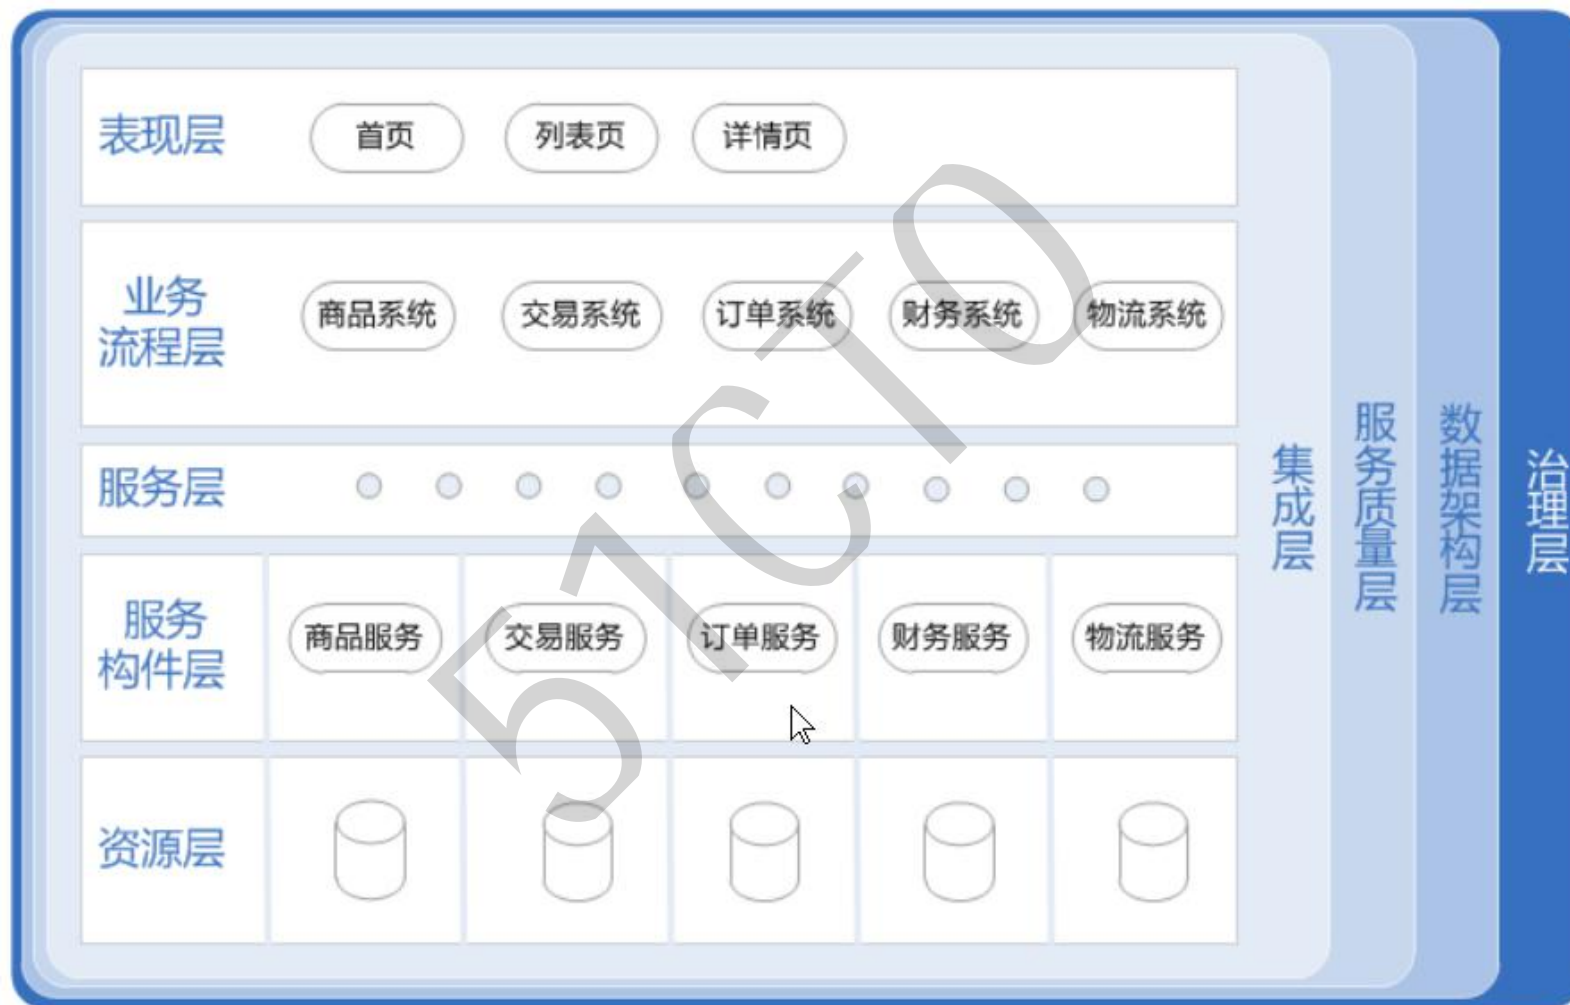 表现层
首页
列表页
详情页
业务
流程层
商品系统
交易系统
订单系统
财务系统
物流系统
服务层
服务
构件层
商品服务
交易服务
订单服务
财务服务
物流服务
资源层
集成层
服务质量层
数据架构层
治理层
51CTO